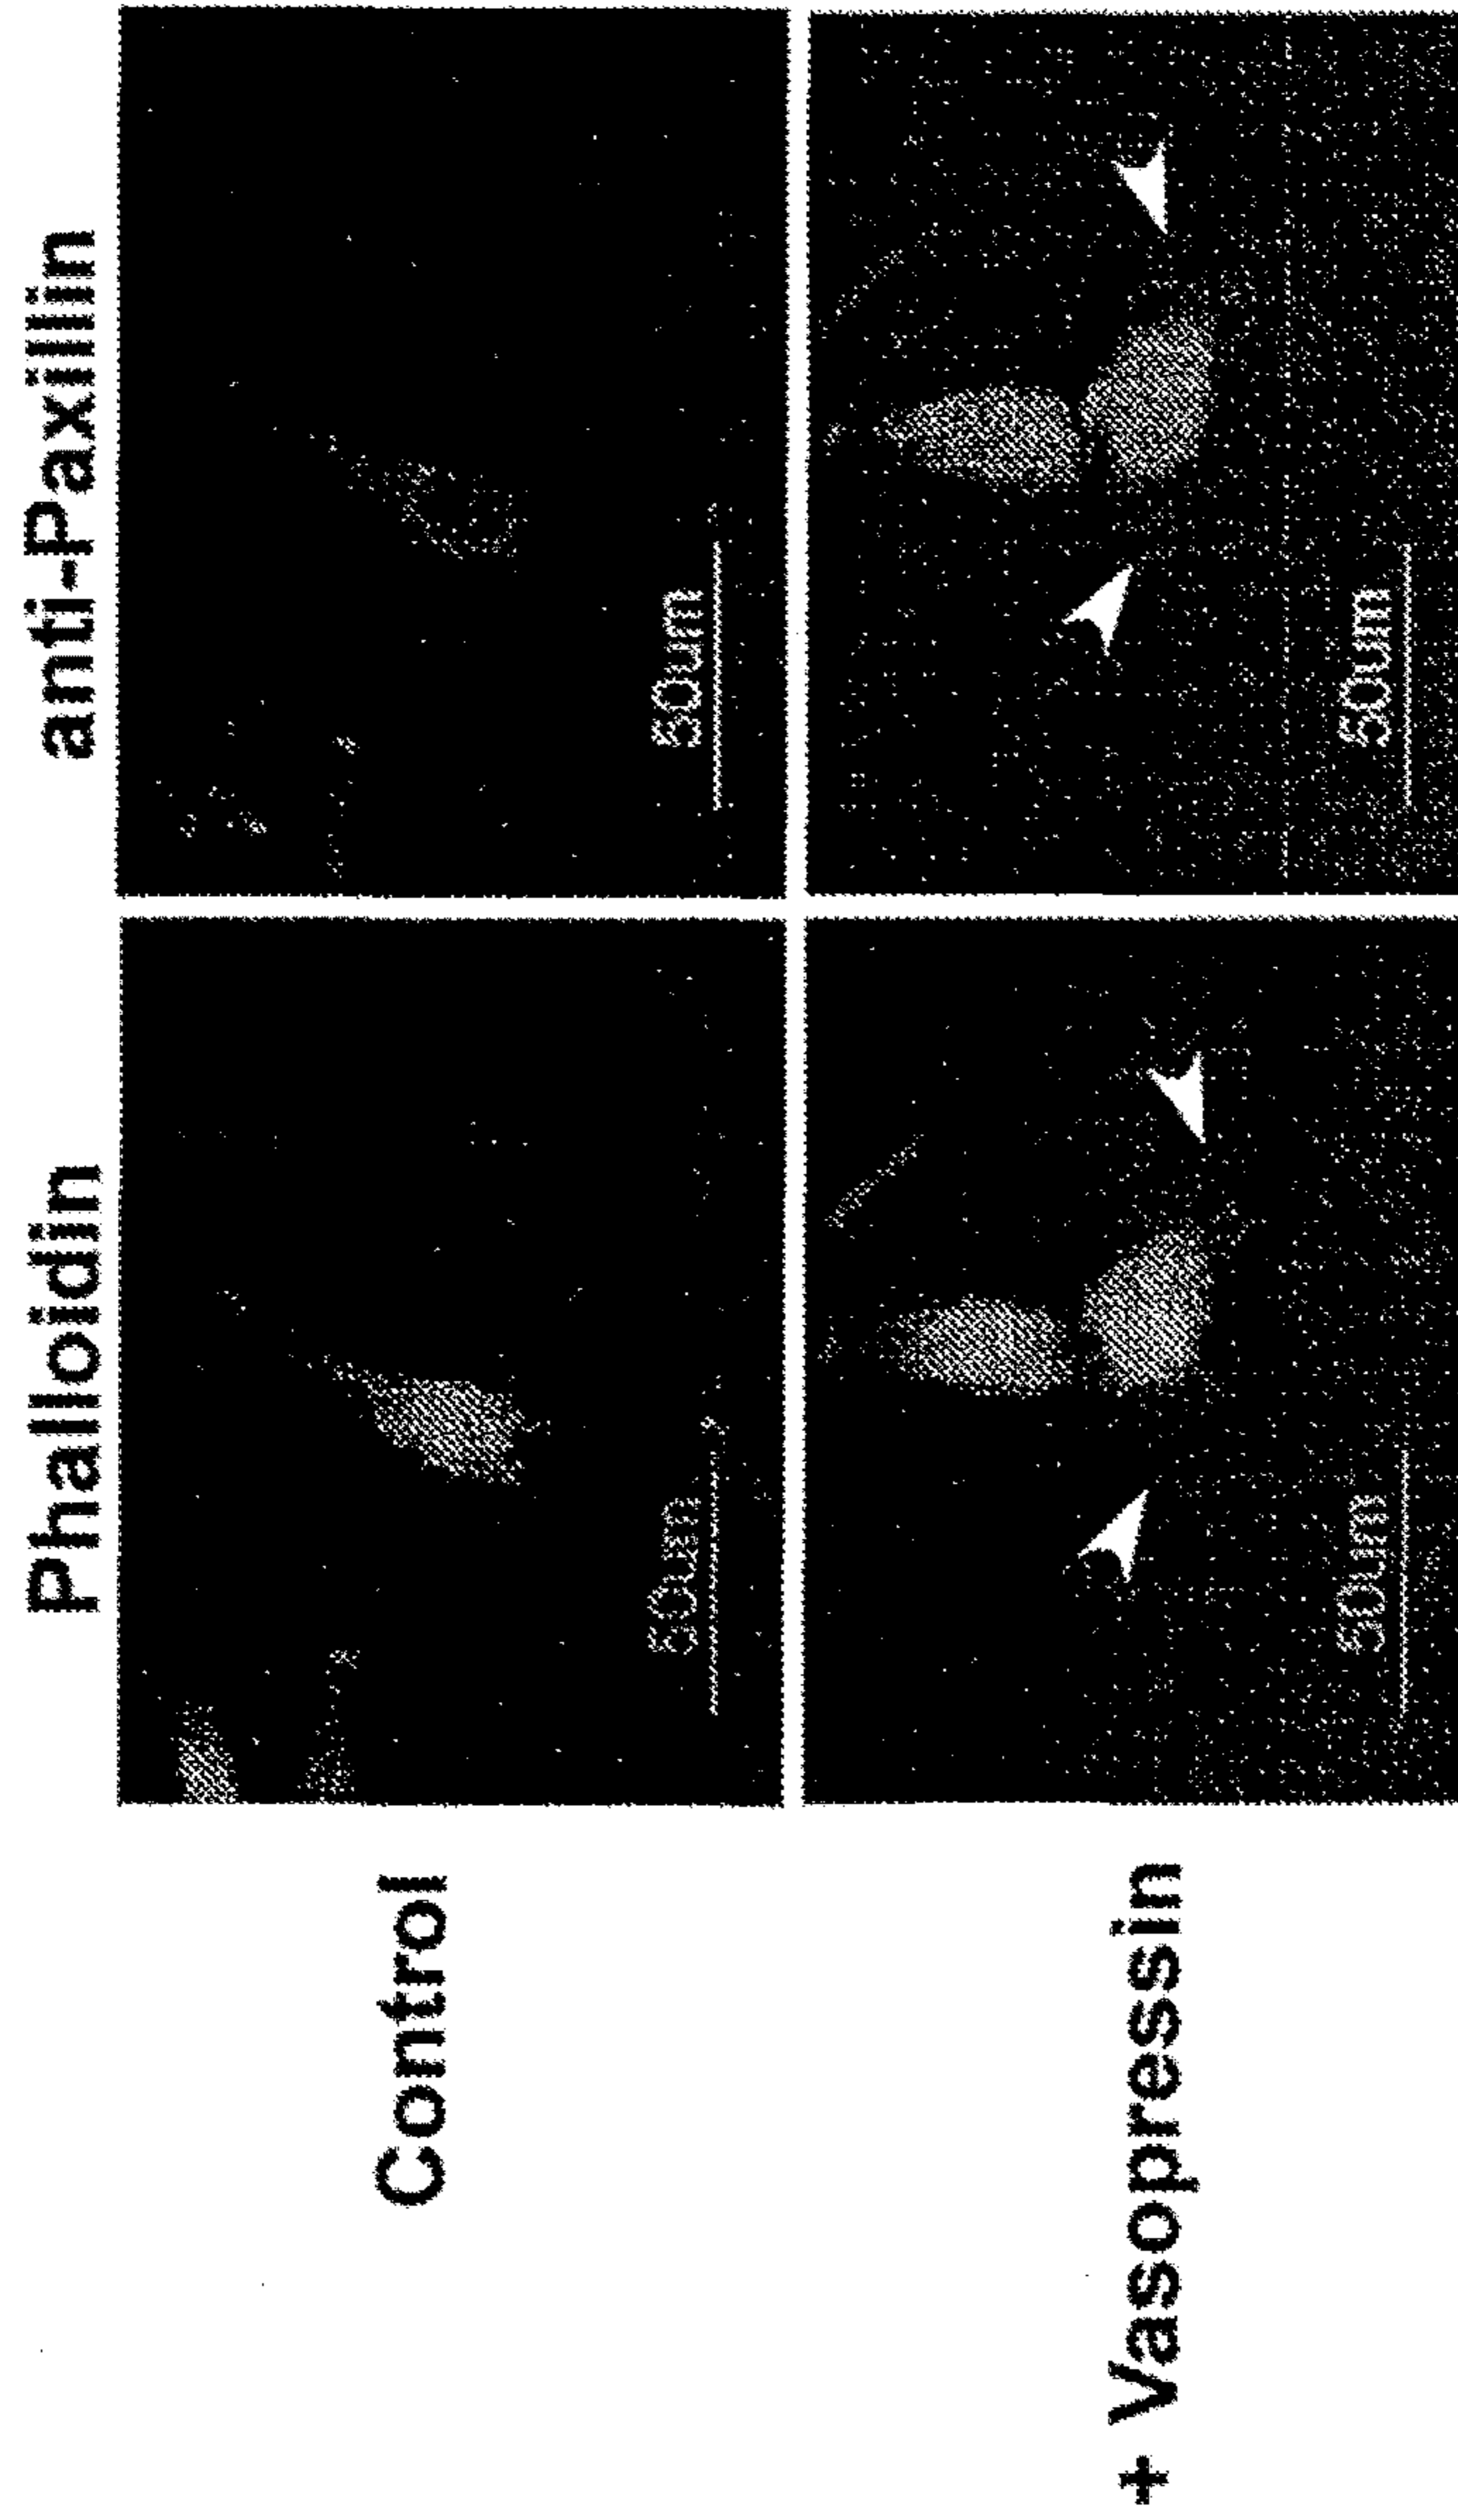 Phalloidin
anti-Paxillin
Control
50um
50um
+ Vasopressin
50um
50um